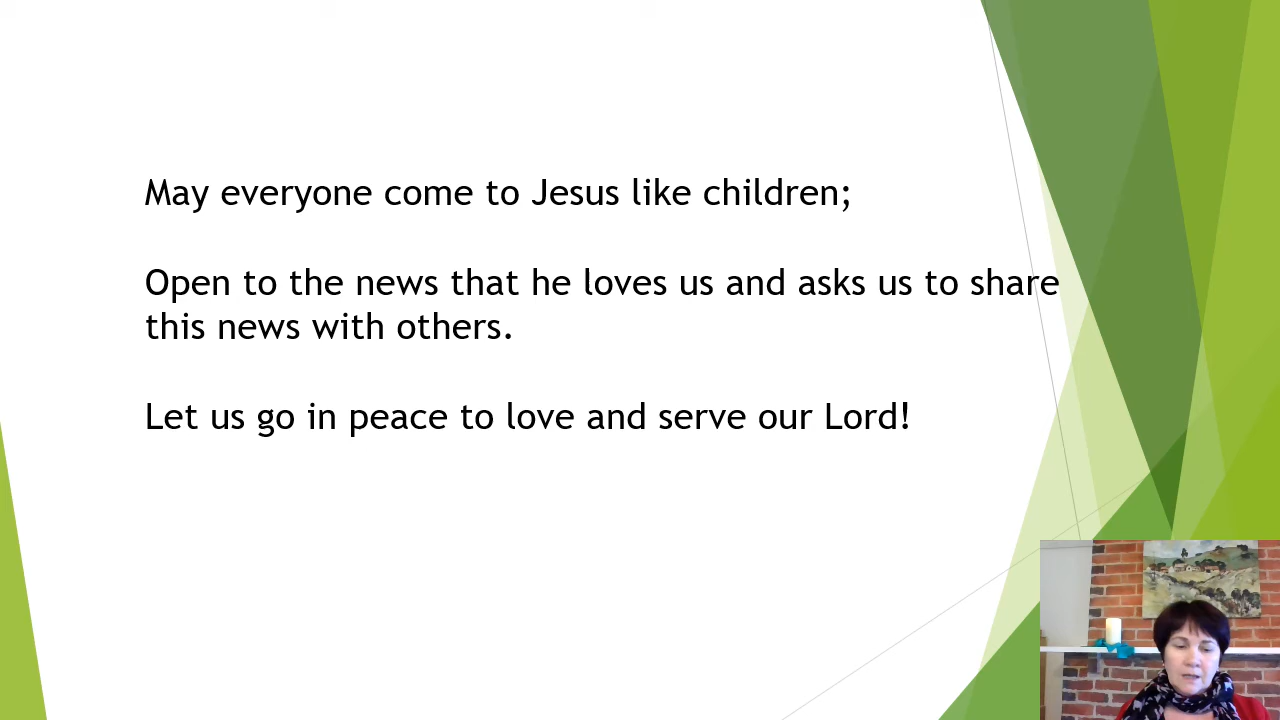 May everyone come to Jesus like children;
Open to the news that he loves us and asks us to share
this news with others.
Let us go in peace to love and serve our Lord!